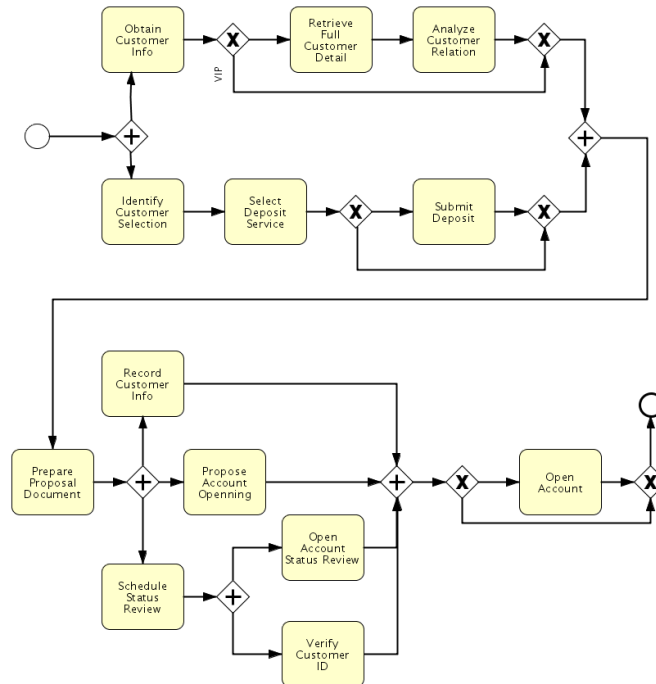 Obtain
Customer
Info
Retrieve
Full
Customer
Detail
Analyze
Customer
Relation
VIP
Identify
Customer
Selection
Select
Deposit
Service
Submit
Deposit
Record
Customer
Info
Prepare
Proposal
Document
Propose
Account
Openning
Open
Account
Open
Account
Status Review
Schedule
Status
Review
Verify
Customer
ID